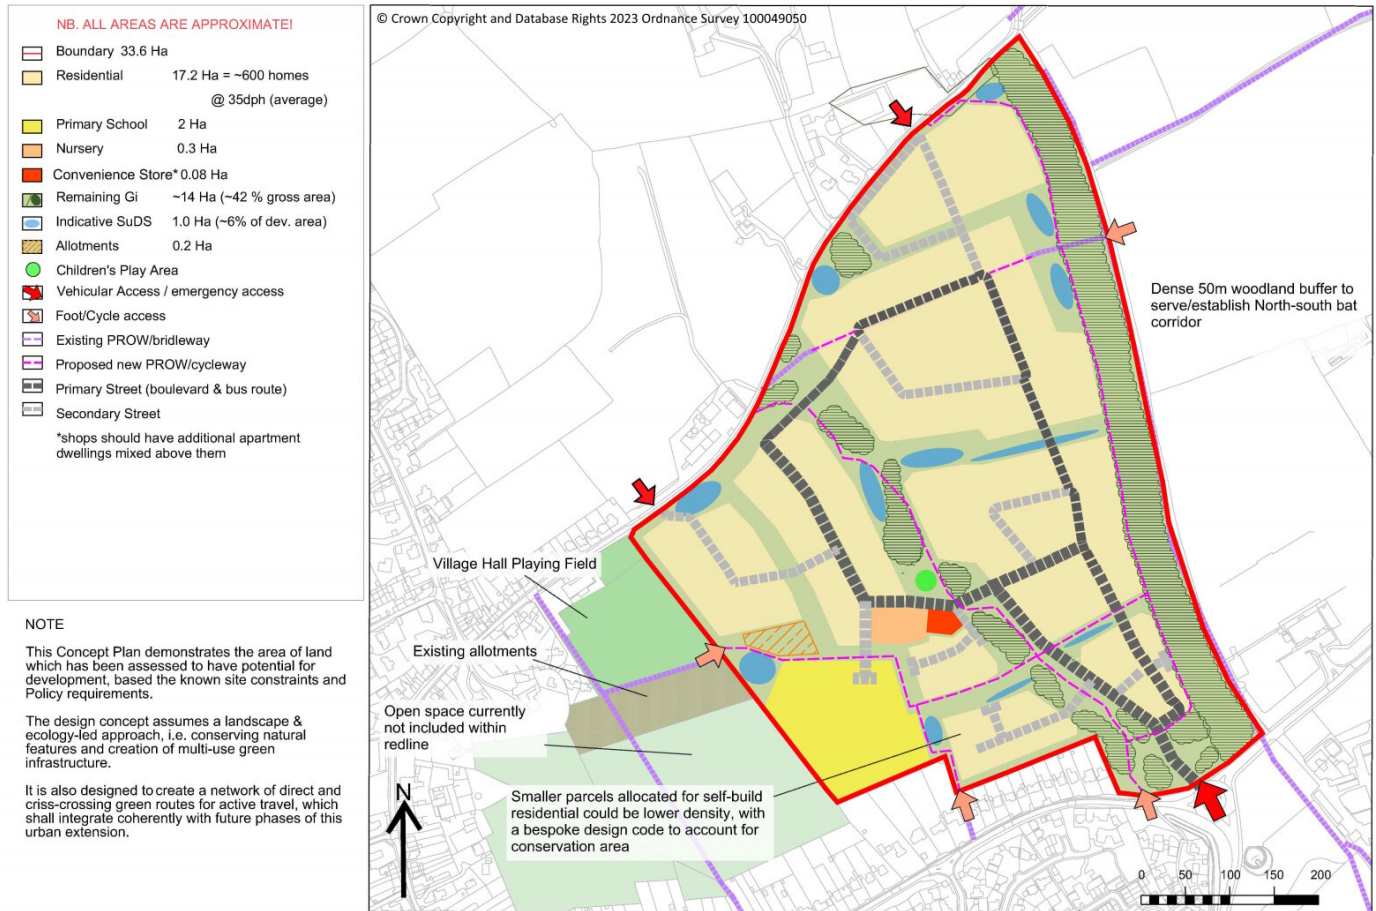 NB. ALL AREAS ARE APPROXIMATE!
Boundary 33.6 Ha
Residential 17.2 Ha = ~600 homes
@ 35dph (average)
Primary School 2 Ha
Nursery 0.3 Ha
Convenience Store* 0.08 Ha
Remaining Gi ~14 Ha (~42 % gross area)
Indicative SuDS 1.0 Ha (~6% of dev. area)
Allotments 0.2 Ha
Children's Play Area
Vehicular Access / emergency access
Foot/Cycle access
Existing PROW/bridleway
Proposed new PROW/cycleway
Primary Street (boulevard & bus route)
Secondary Street
*shops should have additional apartment
dwellings mixed above them
NOTE
This Concept Plan demonstrates the area of land
which has been assessed to have potential for
development, based the known site constraints and
Policy requirements.
The design concept assumes a landscape &
ecology-led approach, i.e. conserving natural
features and creation of multi-use green
infrastructure.
It is also designed to create a network of direct and
criss-crossing green routes for active travel, which
shall integrate coherently with future phases of this
urban extension.
© Crown Copyright and Database Rights 2023 Ordnance Survey 100049050
Dense 50m woodland buffer to
serve/establish North-south bat
corridor
Village Hall Playing Field
Existing allotments
Open space currently
not included within
redline
Smaller parcels allocated for self-build
residential could be lower density, with
a bespoke design code to account for
conservation area
N
0 50 100 150 200